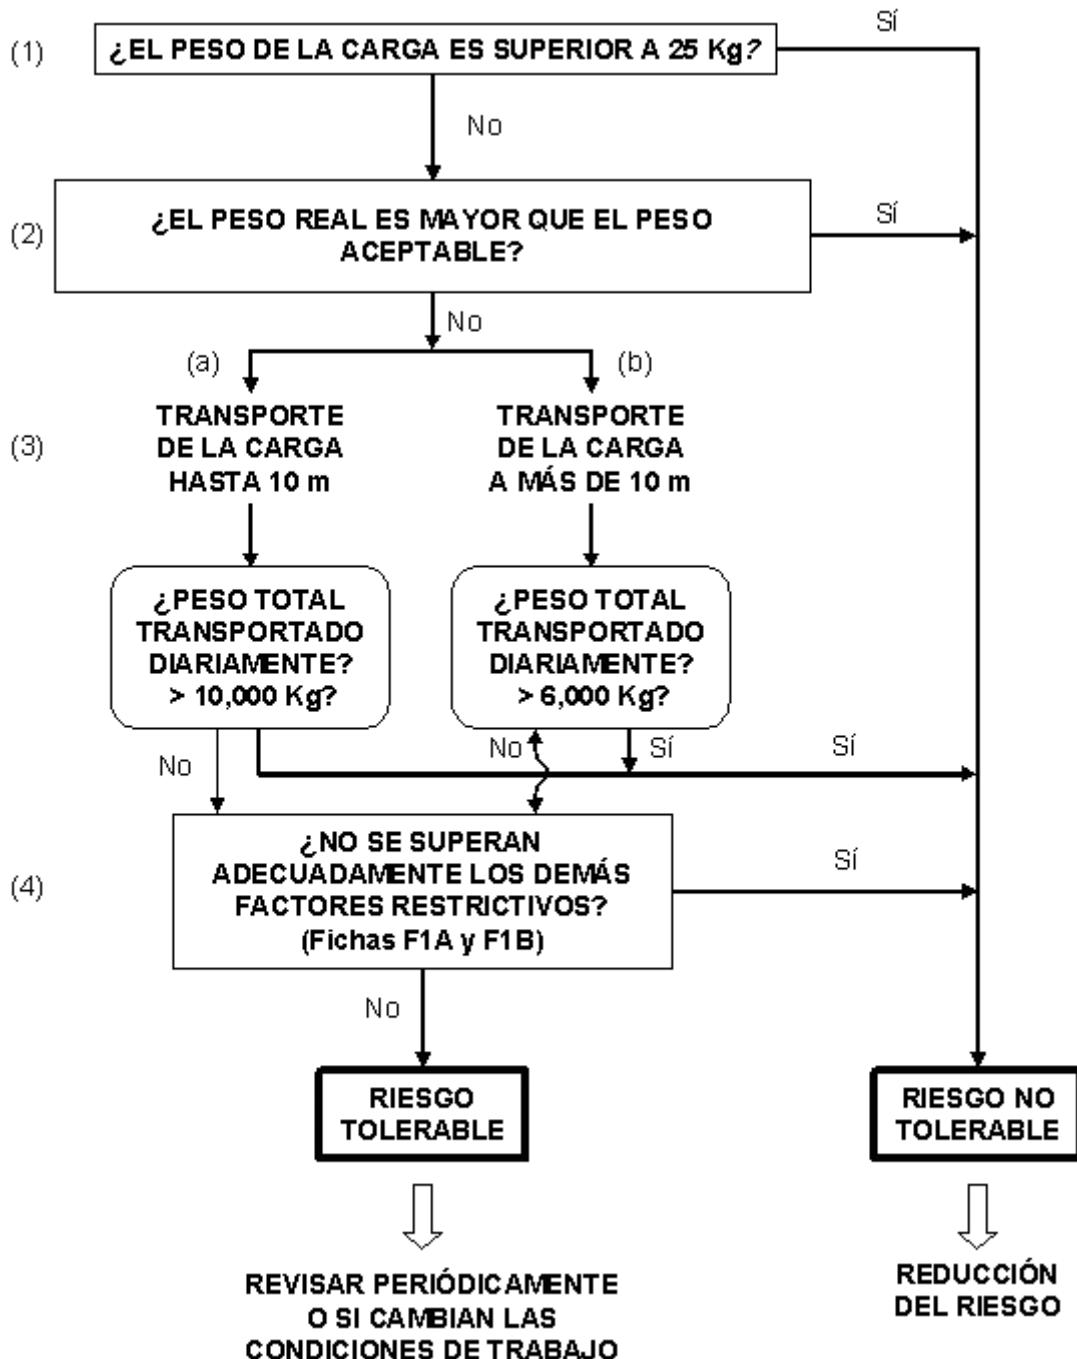 Sí
(1)
¿EL PESO DE LA CARGA ES SUPERIOR A 25 Kg?
No
(2)
¿EL PESO REAL ES MAYOR QUE EL PESO
ACEPTABLE?
Sí
No
(a)
(b)
(3)
TRANSPORTE
DE LA CARGA
HASTA 10 m
TRANSPORTE
DE LA CARGA
A MÁS DE 10 m
¿PESO TOTAL
TRANSPORTADO
DIARIAMENTE?
> 10,000 Kg?
¿PESO TOTAL
TRANSPORTADO
DIARIAMENTE?
> 6,000 Kg?
No
No
Sí
Sí
(4)
¿NO SE SUPERAN
ADECUADAMENTE LOS DEMÁS
FACTORES RESTRICTIVOS?
(Fichas F1A y F1B)
Sí
No
RIESGO
TOLERABLE
RIESGO NO
TOLERABLE
REVISAR PERIÓDICAMENTE
O SI CAMBIAN LAS
CONDICIONES DE TRABAJO
REDUCCIÓN
DEL RIESGO